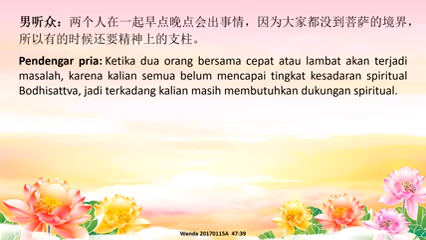 男听众：两个人在一起早点晚点会出事情，因为大家都没到菩萨的境界，
所以有的时候还要精神上的支柱。
Pendengar pria: Ketika dua orang bersama cepat atau lambat akan terjadi
masalah, karena kalian semua belum mencapai tingkat kesadaran spiritual
Bodhisattva, jadi terkadang kalian masih membutuhkan dukungan spiritual.
Wenda 20170115A 47:39